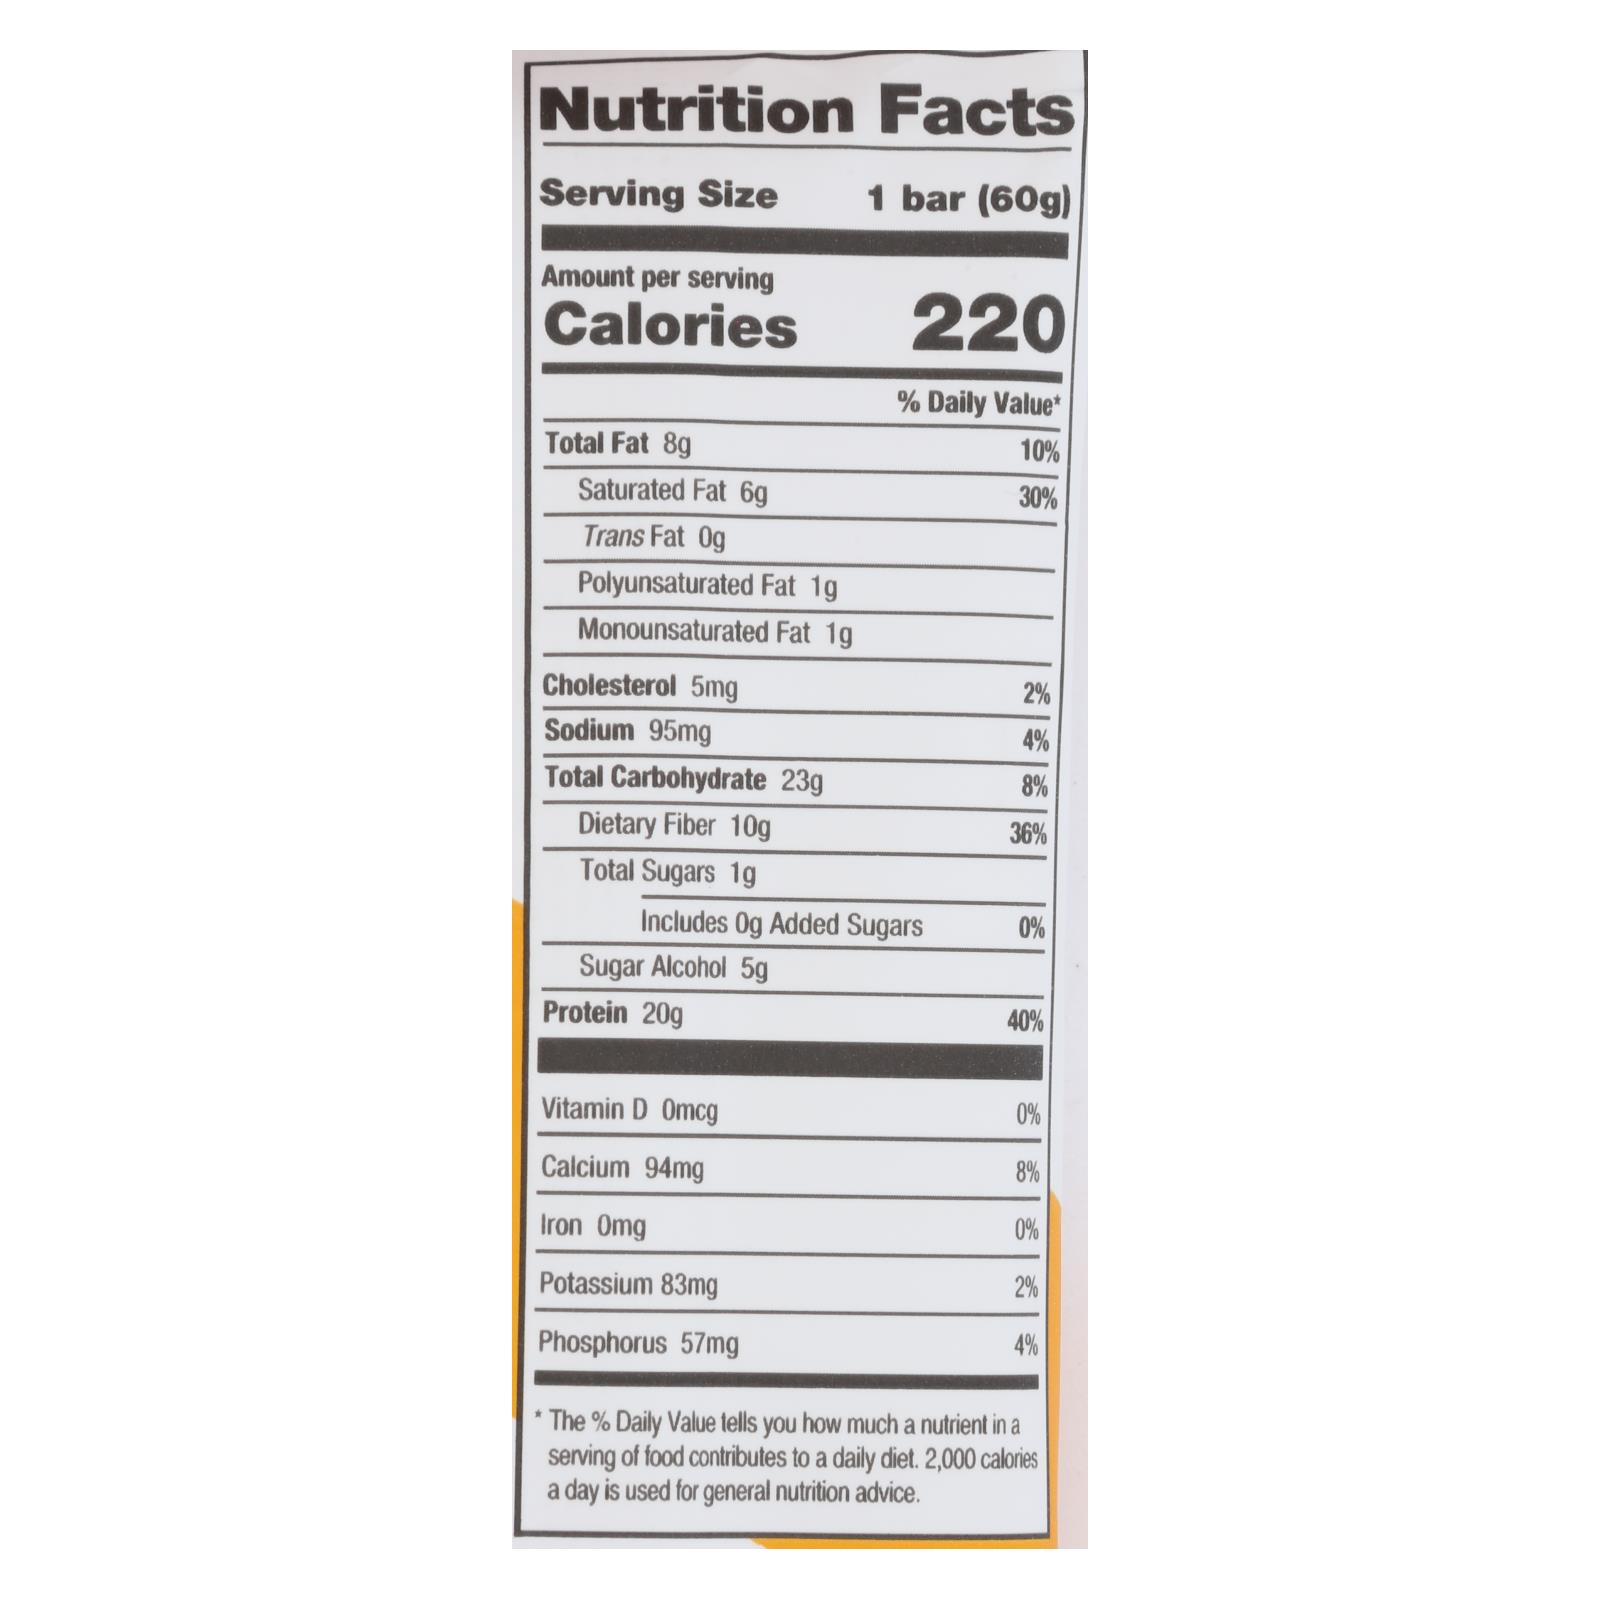 Nutrition Facts
Serving Size 1 bar (60g)
Amount per serving
Calories 220
% Daily Value*
Total Fat 8g 10%
Saturated Fat 6g 30%
Trans Fat 0g
Polyunsaturated Fat 1g
Monounsaturated Fat 1g
Cholesterol 5mg 2%
Sodium 95mg 4%
Total Carbohydrate 23g 8%
Dietary Fiber 10g 36%
Total Sugars 1g
Includes 0g Added Sugars 0%
Sugar Alcohol 5g
Protein 20g 40%
Vitamin D 0mcg 0%
Calcium 94mg 8%
Iron 0mg 0%
Potassium 83mg 2%
Phosphorus 57mg 4%
* The % Daily Value tells you how much a nutrient in a
serving of food contributes to a daily diet. 2,000 calories
a day is used for general nutrition advice.